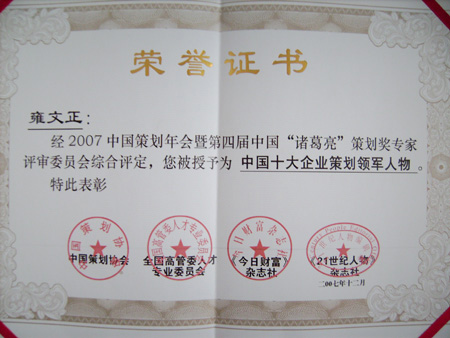 荣誉证书
雍文正：
经2007中国策划年会暨第四届中国“诸葛亮”策划奖专家
评审委员会综合评定，您被授予为 中国十大企业策划领军人物 。
特此表彰
中国策划协会
全国高管委人才
专业委员会
《今日财富》
杂志社
《21世纪人物》
杂志社
二00七年十二月